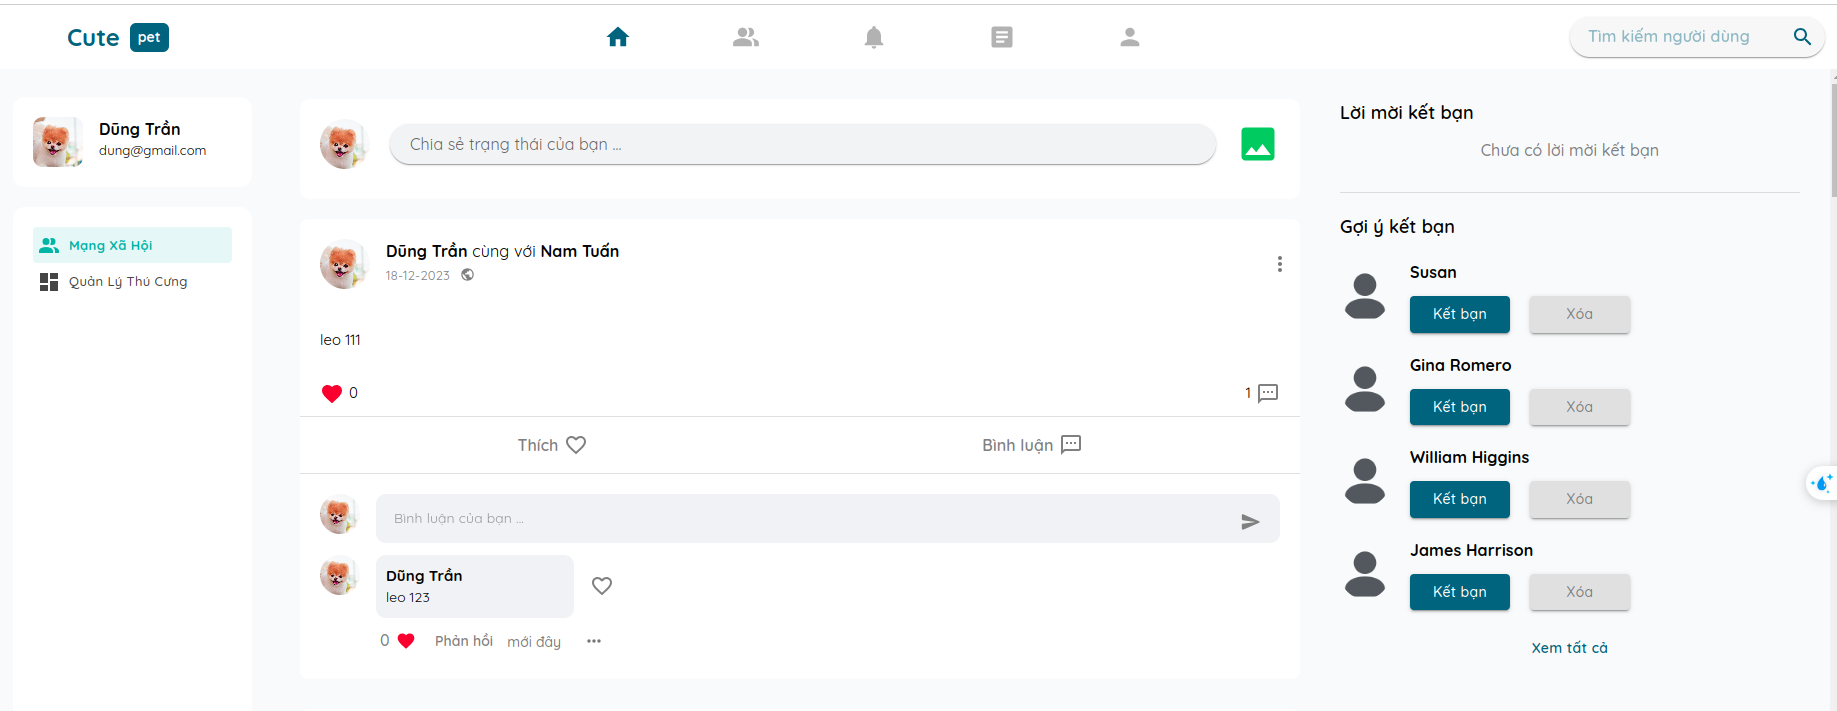 Cute pet
Tìm kiếm người dùng
Dũng Trần
dung@gmail.com
Mạng Xã Hội
Quản Lý Thú Cưng
Chia sẻ trạng thái của bạn ...
Dũng Trần cùng với Nam Tuấn
18-12-2023
leo 111
0
1
Thích
Bình luận
Bình luận của bạn ...
Dũng Trần
leo 123
0 Phản hồi mới đây
Lời mời kết bạn
Chưa có lời mời kết bạn
Gợi ý kết bạn
Susan
Kết bạn Xóa
Gina Romero
Kết bạn Xóa
William Higgins
Kết bạn Xóa
James Harrison
Kết bạn Xóa
Xem tất cả